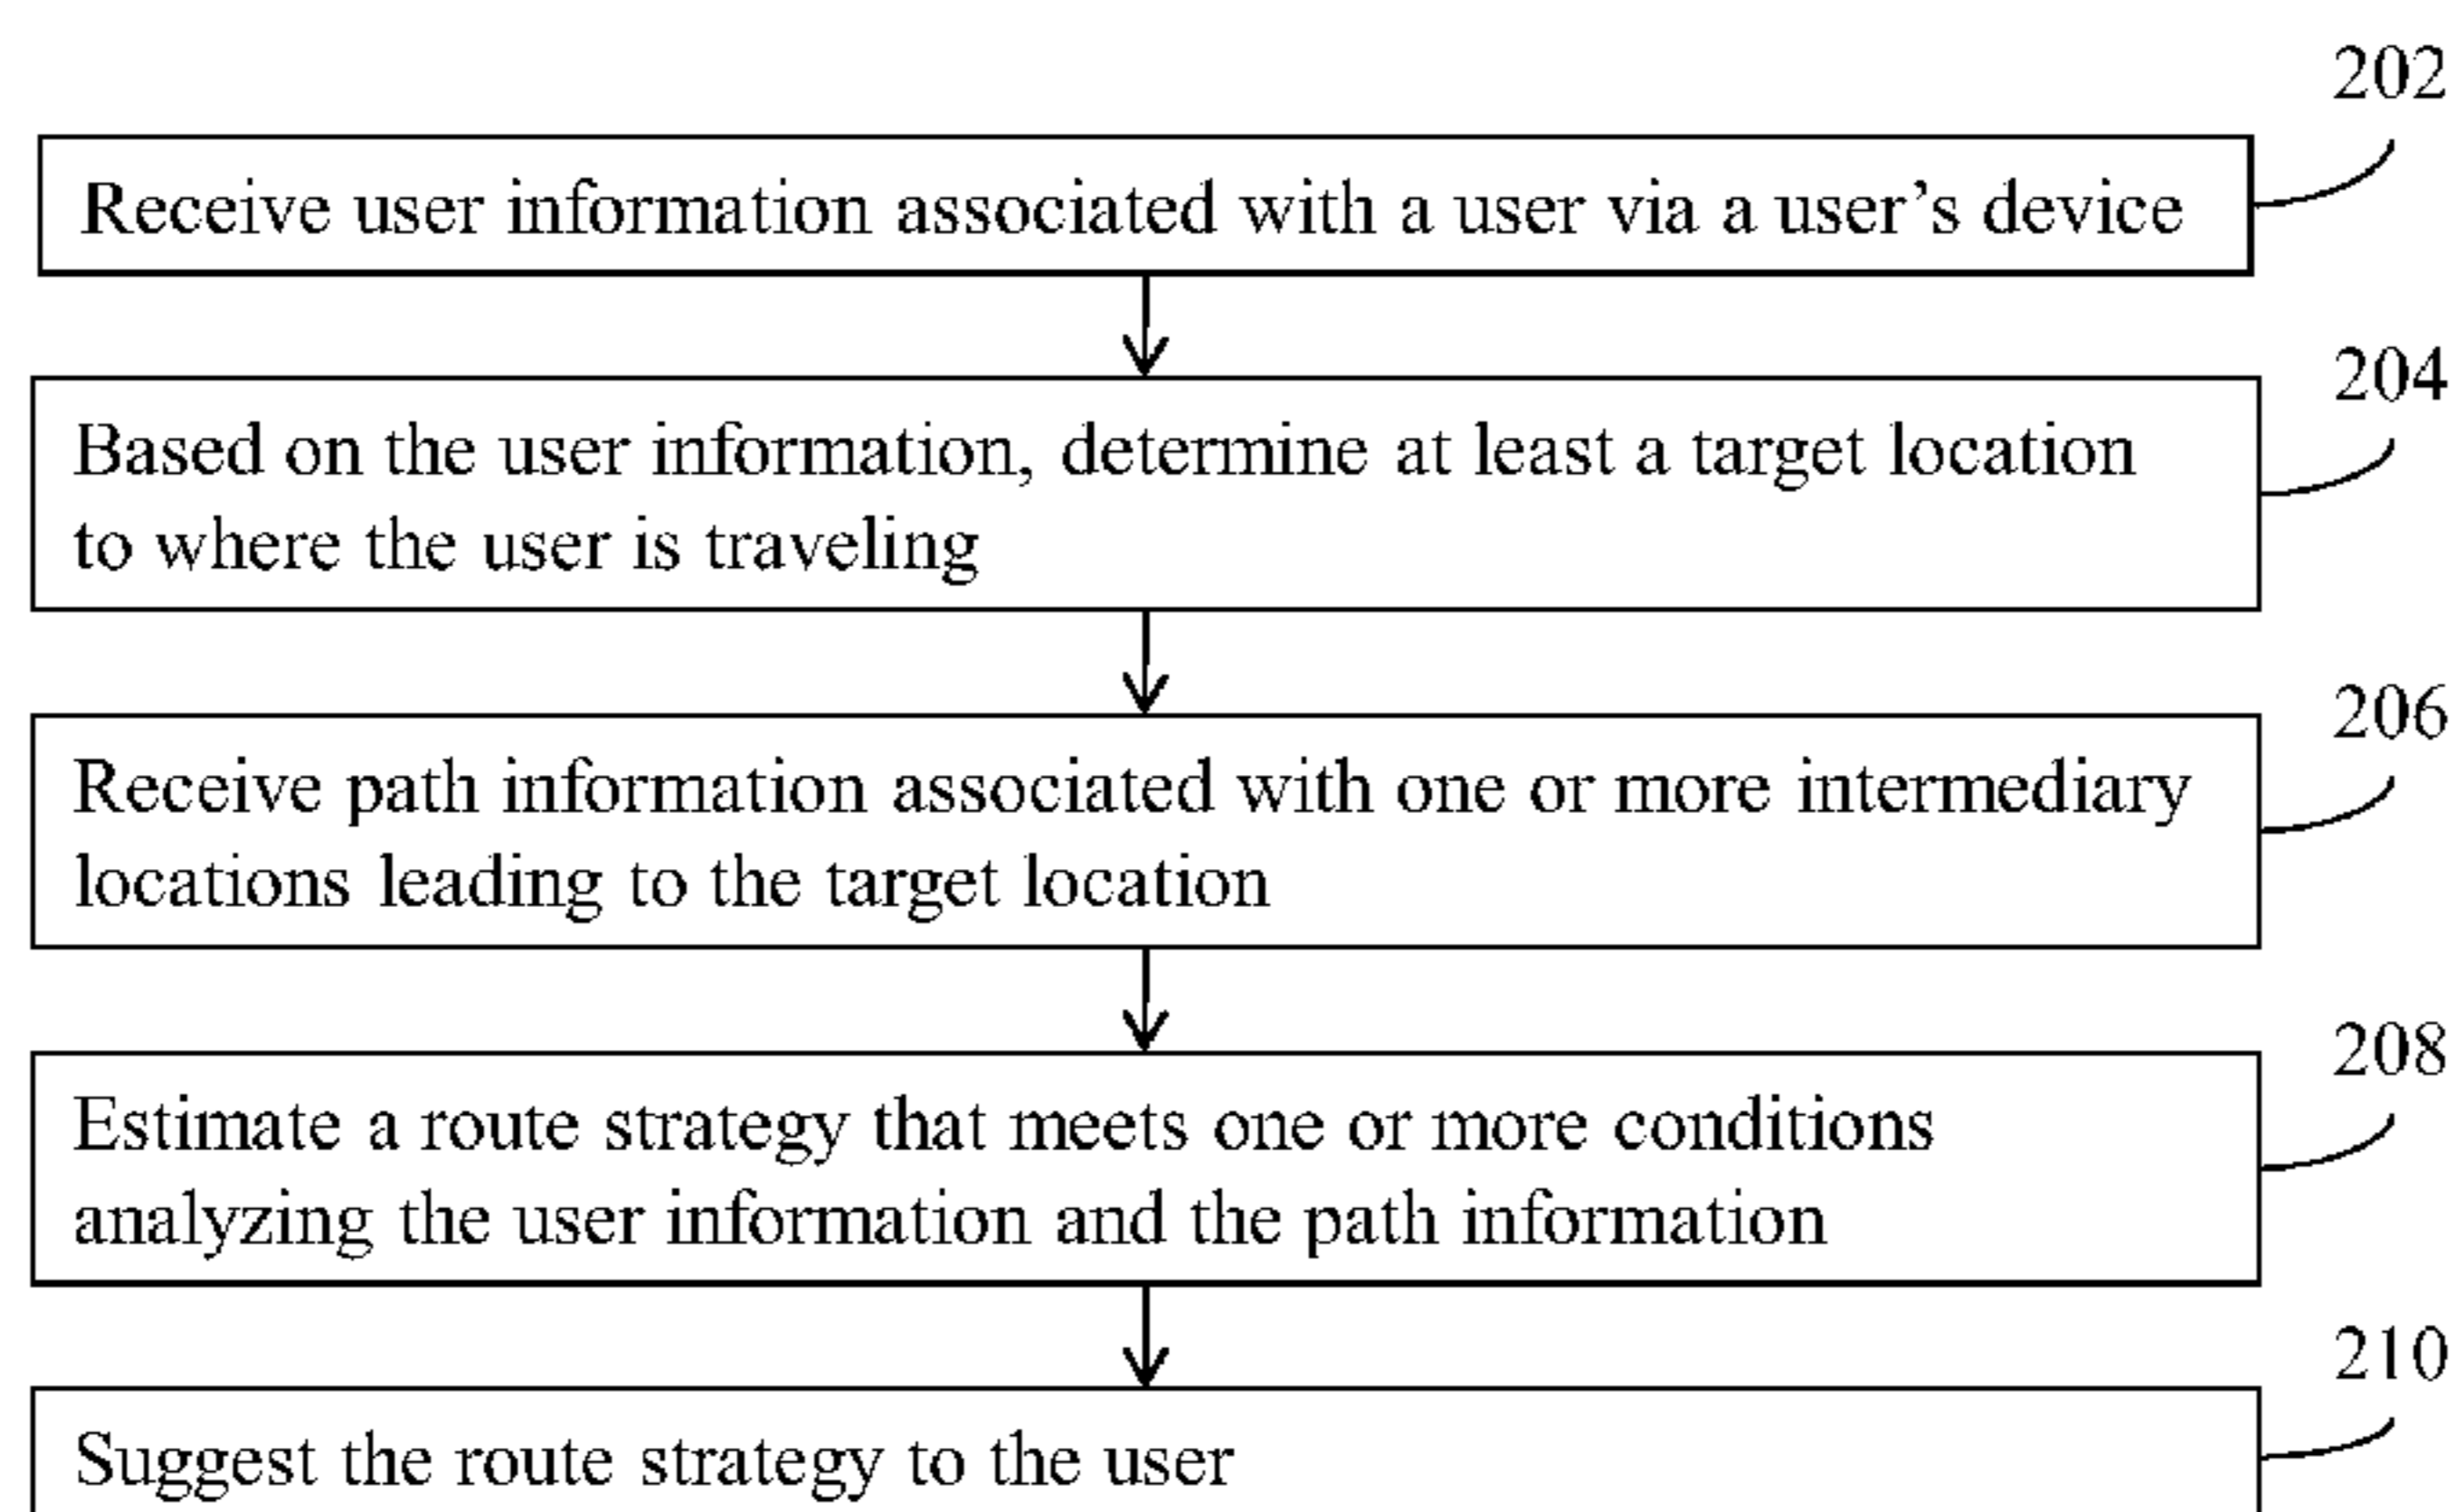 202
Receive user information associated with a user via a user’s device
204
Based on the user information, determine at least a target location
to where the user is traveling
206
Receive path information associated with one or more intermediary
locations leading to the target location
208
Estimate a route strategy that meets one or more conditions
analyzing the user information and the path information
210
Suggest the route strategy to the user